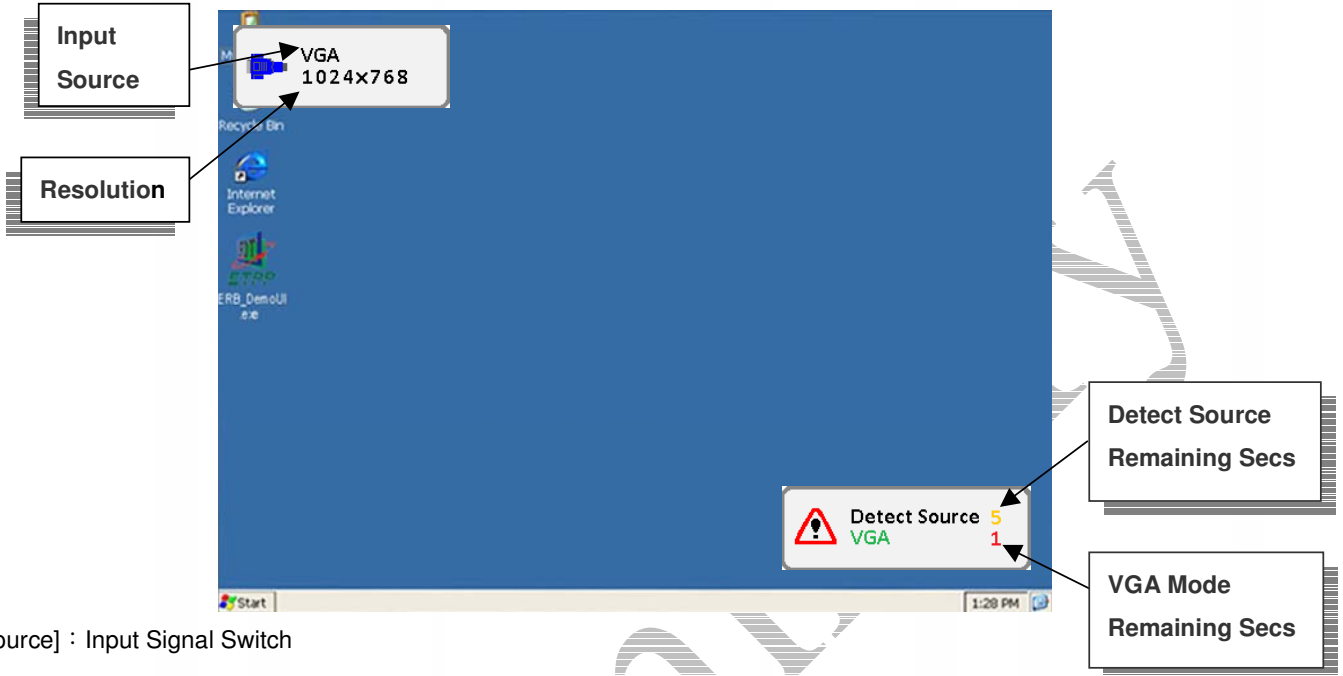 Input
Source
VGA
1024x768
Recycle Bin
Resolution
Internet
Explorer
ETPP
ERB_DemoUI
.exe
Detect Source
Remaining Secs
Detect Source 5
VGA 1
VGA Mode
Remaining Secs
Start
1:28 PM
ource]：Input Signal Switch